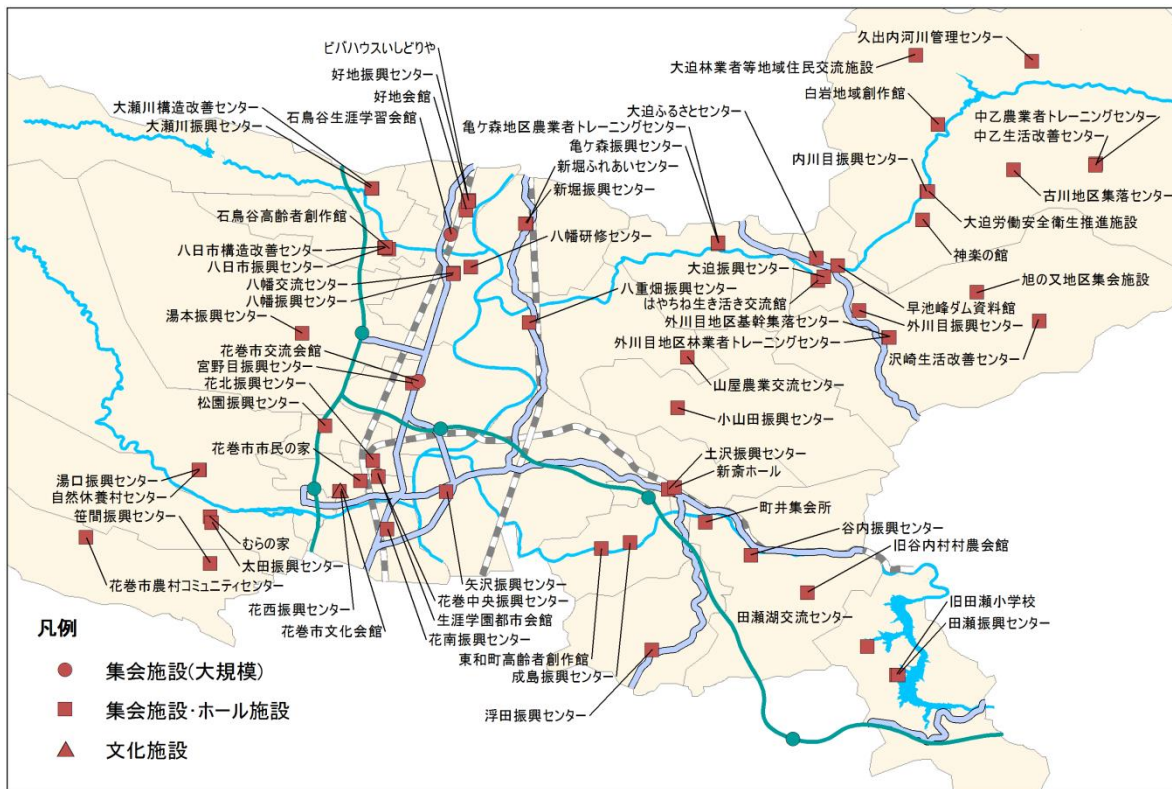 久出内河川管理センター
ビバハウスいしどりや
大迫林業者等地域住民交流施設
好地振興センター
白岩地域創作館
好地会館
大瀬川構造改善センター
石鳥谷生涯学習会館
大迫ふるさとセンター
中乙農業者トレーニングセンター
大瀬川振興センター
亀ケ森地区農業者トレーニングセンター
中乙生活改善センター
亀ケ森振興センター
内川目振興センター
新堀ふれあいセンター
新堀振興センター
古川地区集落センター
石鳥谷高齢者創作館
大迫労働安全衛生推進施設
八幡研修センター
八日市構造改善センター
神楽の館
八日市振興センター
大迫振興センター
八幡交流センター
八重畑振興センター
旭の又地区集会施設
八幡振興センター
はやちね生き活き交流館
早池峰ダム資料館
湯本振興センター
外川目地区基幹集落センター
外川目振興センター
花巻市交流会館
外川目地区林業者トレーニングセンター
沢崎生活改善センター
宮野目振興センター
花北振興センター
山屋農業交流センター
松園振興センター
小山田振興センター
花巻市市民の家
土沢振興センター
新斎ホール
湯口振興センター
自然休養村センター
町井集会所
笹間振興センター
谷内振興センター
むらの家
旧谷内村村農会館
太田振興センター
矢沢振興センター
花巻市農村コミュニティセンター
花巻中央振興センター
花西振興センター
生涯学園都市会館
田瀬湖交流センター
旧田瀬小学校
花巻市文化会館
花南振興センター
田瀬振興センター
東和町高齢者創作館
成島振興センター
浮田振興センター
凡例
集会施設(大規模)
集会施設・ホール施設
文化施設